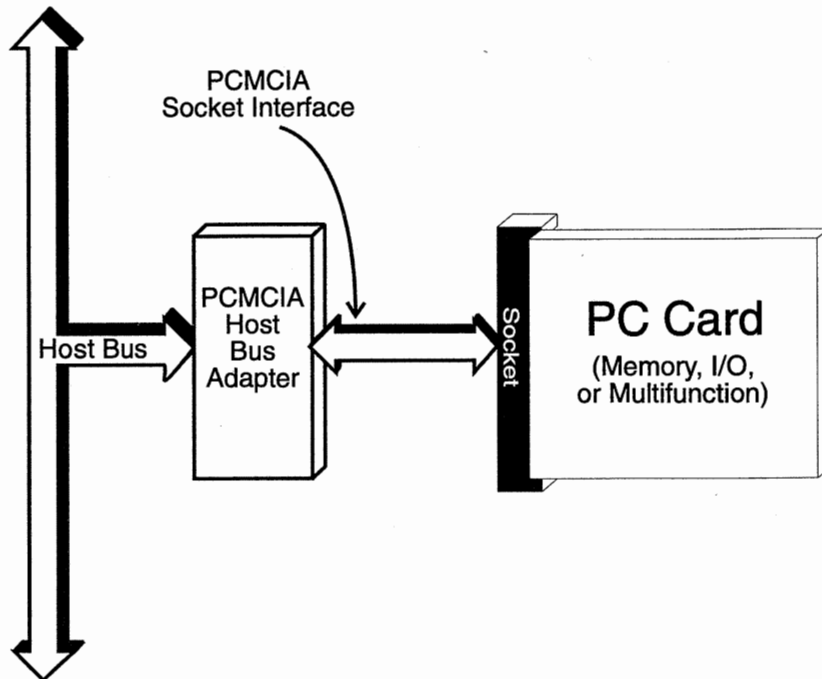 PCMCIA
Socket Interface
Host Bus
PCMCIA
Host
Bus
Adapter
Socket
PC Card
(Memory, I/O,
or Multifunction)